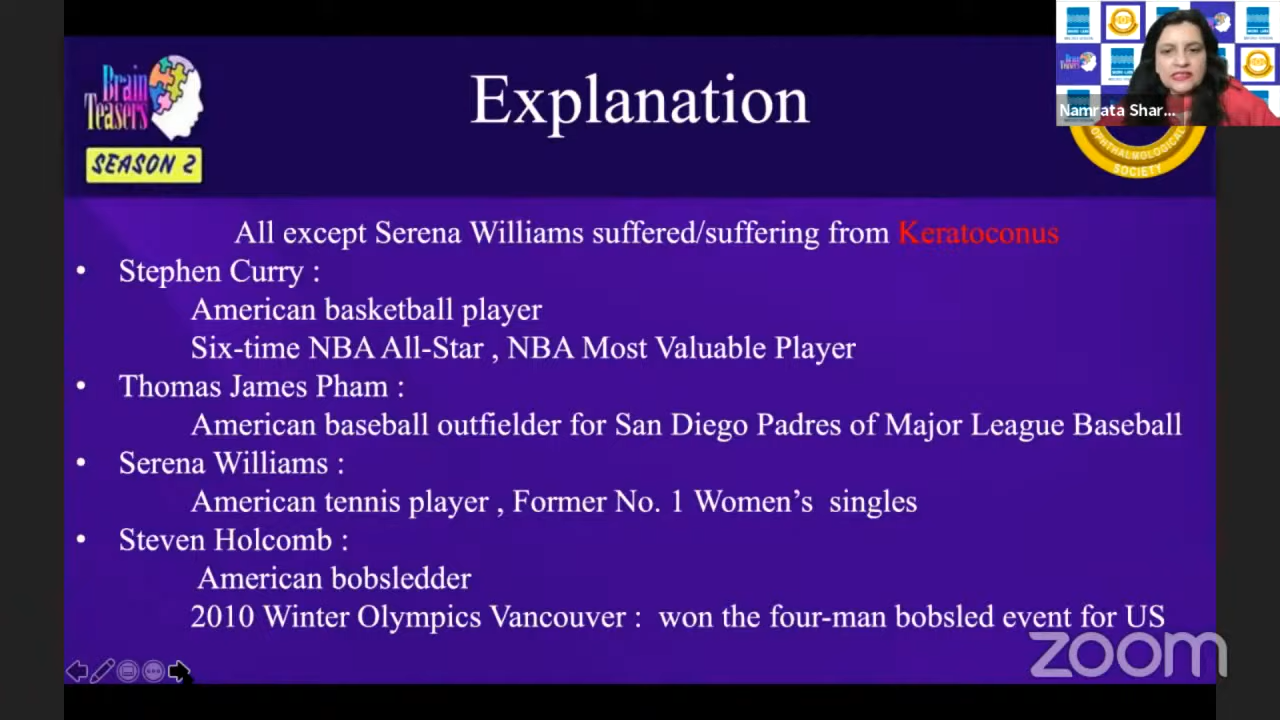 Brain
Teasers
SEASON 2
Explanation
Namrata Shar...
OPHTHALMOLOGICAL
SOCIETY
All except Serena Williams suffered/suffering from Keratoconus
• Stephen Curry :
American basketball player
Six-time NBA All-Star , NBA Most Valuable Player
• Thomas James Pham :
American baseball outfielder for San Diego Padres of Major League Baseball
• Serena Williams :
American tennis player , Former No. 1 Women’s singles
• Steven Holcomb :
American bobsledder
2010 Winter Olympics Vancouver : won the four-man bobsled event for US
zoom